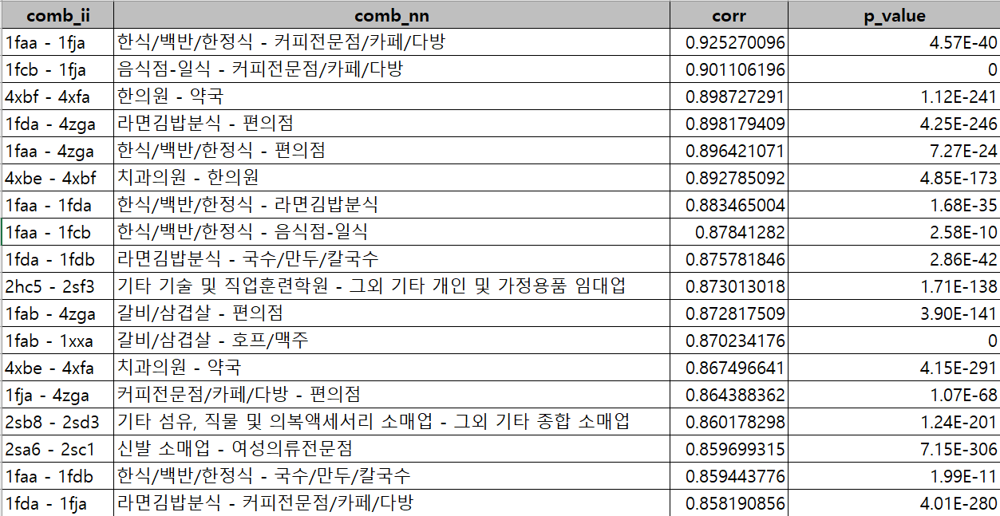 comb_ii comb_nn corr p_value
1faa - 1fja 한식/백반/한정식 - 커피전문점/카페/다방 0.925270096 4.57E-40
1fcb - 1fja 음식점-일식 - 커피전문점/카페/다방 0.901106196 0
4xbf - 4xfa 한의원 - 약국 0.898727291 1.12E-241
1fda - 4zga 라면김밥분식 - 편의점 0.898179409 4.25E-246
1faa - 4zga 한식/백반/한정식 - 편의점 0.896421071 7.27E-24
4xbe - 4xbf 치과의원 - 한의원 0.892785092 4.85E-173
1faa - 1fda 한식/백반/한정식 - 라면김밥분식 0.883465004 1.68E-35
1faa - 1fcb 한식/백반/한정식 - 음식점-일식 0.87841282 2.58E-10
1fda - 1fdb 라면김밥분식 - 국수/만두/칼국수 0.875781846 2.86E-42
2hc5 - 2sf3 기타 기술 및 직업훈련학원 - 그외 기타 개인 및 가정용품 임대업 0.873013018 1.71E-138
1fab - 4zga 갈비/삼겹살 - 편의점 0.872817509 3.90E-141
1fab - 1xxa 갈비/삼겹살 - 호프/맥주 0.870234176 0
4xbe - 4xfa 치과의원 - 약국 0.867496641 4.15E-291
1fja - 4zga 커피전문점/카페/다방 - 편의점 0.864388362 1.07E-68
2sb8 - 2sd3 기타 섬유, 직물 및 의복액세서리 소매업 - 그외 기타 종합 소매업 0.860178298 1.24E-201
2sa6 - 2sc1 신발 소매업 - 여성의류전문점 0.859699315 7.15E-306
1faa - 1fdb 한식/백반/한정식 - 국수/만두/칼국수 0.859443776 1.99E-11
1fda - 1fja 라면김밥분식 - 커피전문점/카페/다방 0.858190856 4.01E-280